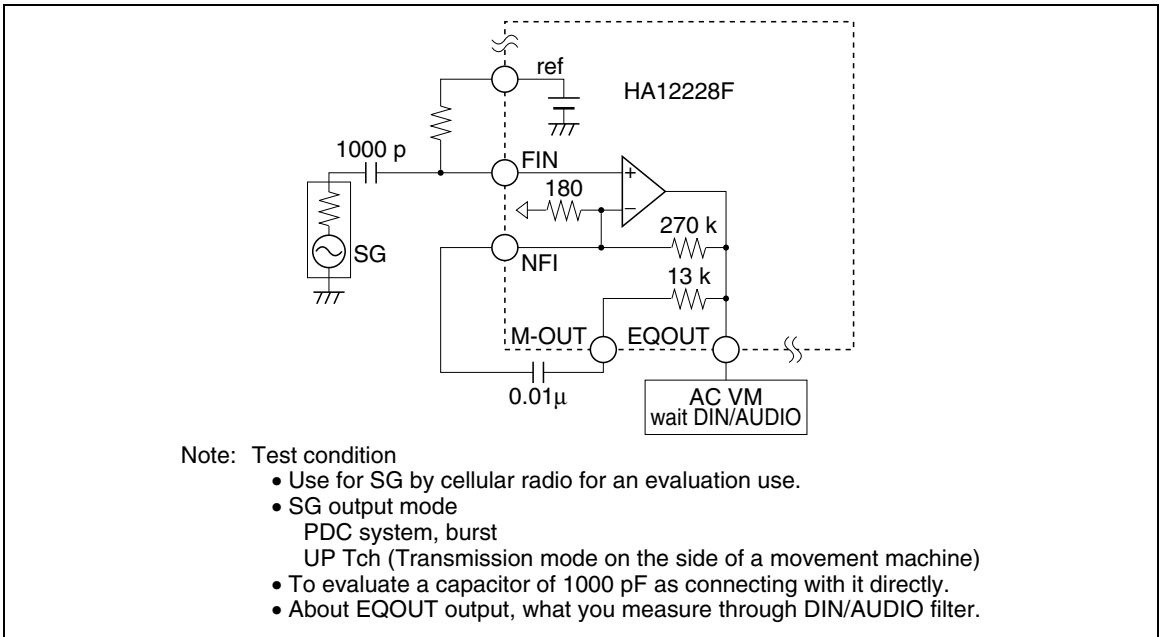 ref
HA12228F
1000 p
FIN
+
180
−
270 k
SG
NFI
13 k
M-OUT EQOUT
0.01μ
AC VM
wait DIN/AUDIO
Note: Test condition
• Use for SG by cellular radio for an evaluation use.
• SG output mode
PDC system, burst
UP Tch (Transmission mode on the side of a movement machine)
• To evaluate a capacitor of 1000 pF as connecting with it directly.
• About EQOUT output, what you measure through DIN/AUDIO filter.